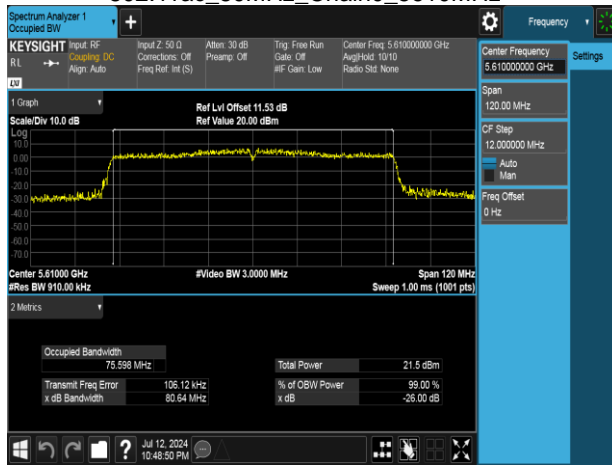 Spectrum Analyzer 1
Occupied BW
Frequency
KEYSIGHT
RL
LXI
Input: RF
Coupling: DC
Align: Auto
Input Z: 50 Ω
Corrections: Off
Freq Ref: Int (S)
Atten: 30 dB
Preamp: Off
Trig: Free Run
Gate: Off
#IF Gain: Low
Center Freq: 5.610000000 GHz
Avg|Hold: 10/10
Radio Std: None
Center Frequency
5.610000000 GHz
Settings
Span
120.00 MHz
CF Step
12.000000 MHz
Auto
Man
Freq Offset
0 Hz
1 Graph
Scale/Div 10.0 dB
Ref Lvl Offset 11.53 dB
Ref Value 20.00 dBm
Log
10.0
0.00
-10.0
-20.0
-30.0
-40.0
-50.0
-60.0
-70.0
Center 5.61000 GHz
#Video BW 3.0000 MHz
Span 120 MHz
#Res BW 910.00 kHz
Sweep 1.00 ms (1001 pts)
2 Metrics
Occupied Bandwidth
75.598 MHz
Total Power 21.5 dBm
Transmit Freq Error 106.12 kHz
% of OBW Power 99.00 %
x dB Bandwidth 80.64 MHz
x dB -26.00 dB
?
Jul 12, 2024
10:48:50 PM